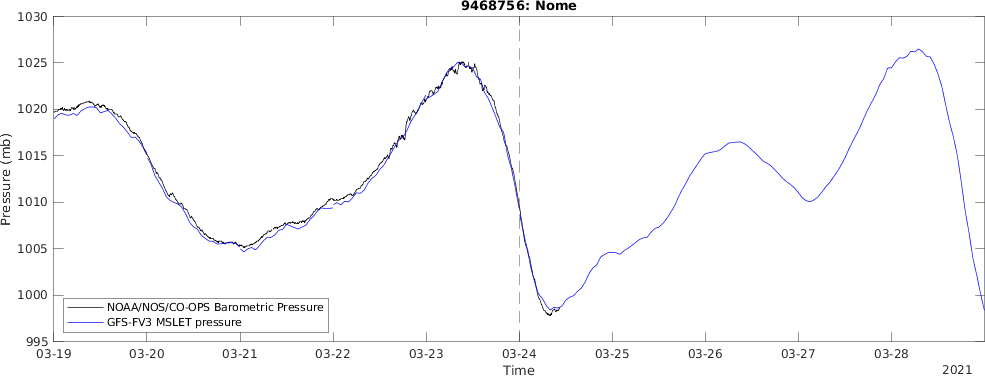 9468756: Nome
Pressure (mb)
1030
1025
1020
1015
1010
1005
1000
995
NOAA/NOS/CO-OPS Barometric Pressure
GFS-FV3 MSLET pressure
03-19 03-20 03-21 03-22 03-23 03-24 03-25 03-26 03-27 03-28
Time
2021